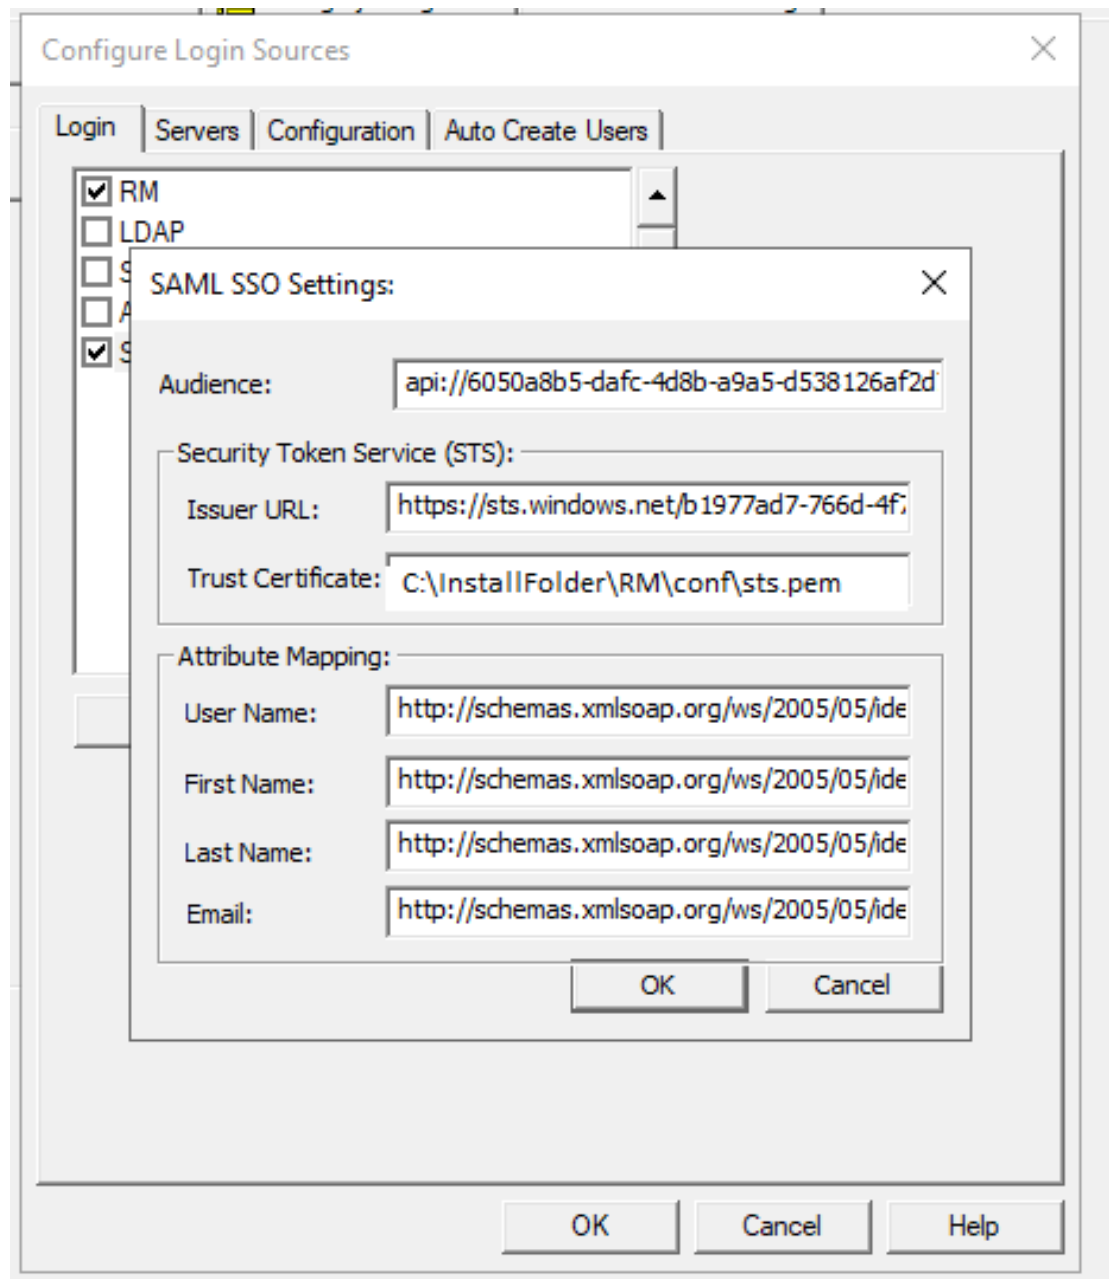 Configure Login Sources
Login Servers Configuration Auto Create Users
RM
LDAP
SAML SSO Settings:
Audience: api://6050a8b5-dafc-4d8b-a9a5-d538126af2d
Security Token Service (STS):
Issuer URL: https://sts.windows.net/b1977ad7-766d-4f
Trust Certificate: C:\InstallFolder\RM\conf\sts.pem
Attribute Mapping:
User Name: http://schemas.xmlsoap.org/ws/2005/05/ide
First Name: http://schemas.xmlsoap.org/ws/2005/05/ide
Last Name: http://schemas.xmlsoap.org/ws/2005/05/ide
Email: http://schemas.xmlsoap.org/ws/2005/05/ide
OK Cancel
OK Cancel Help